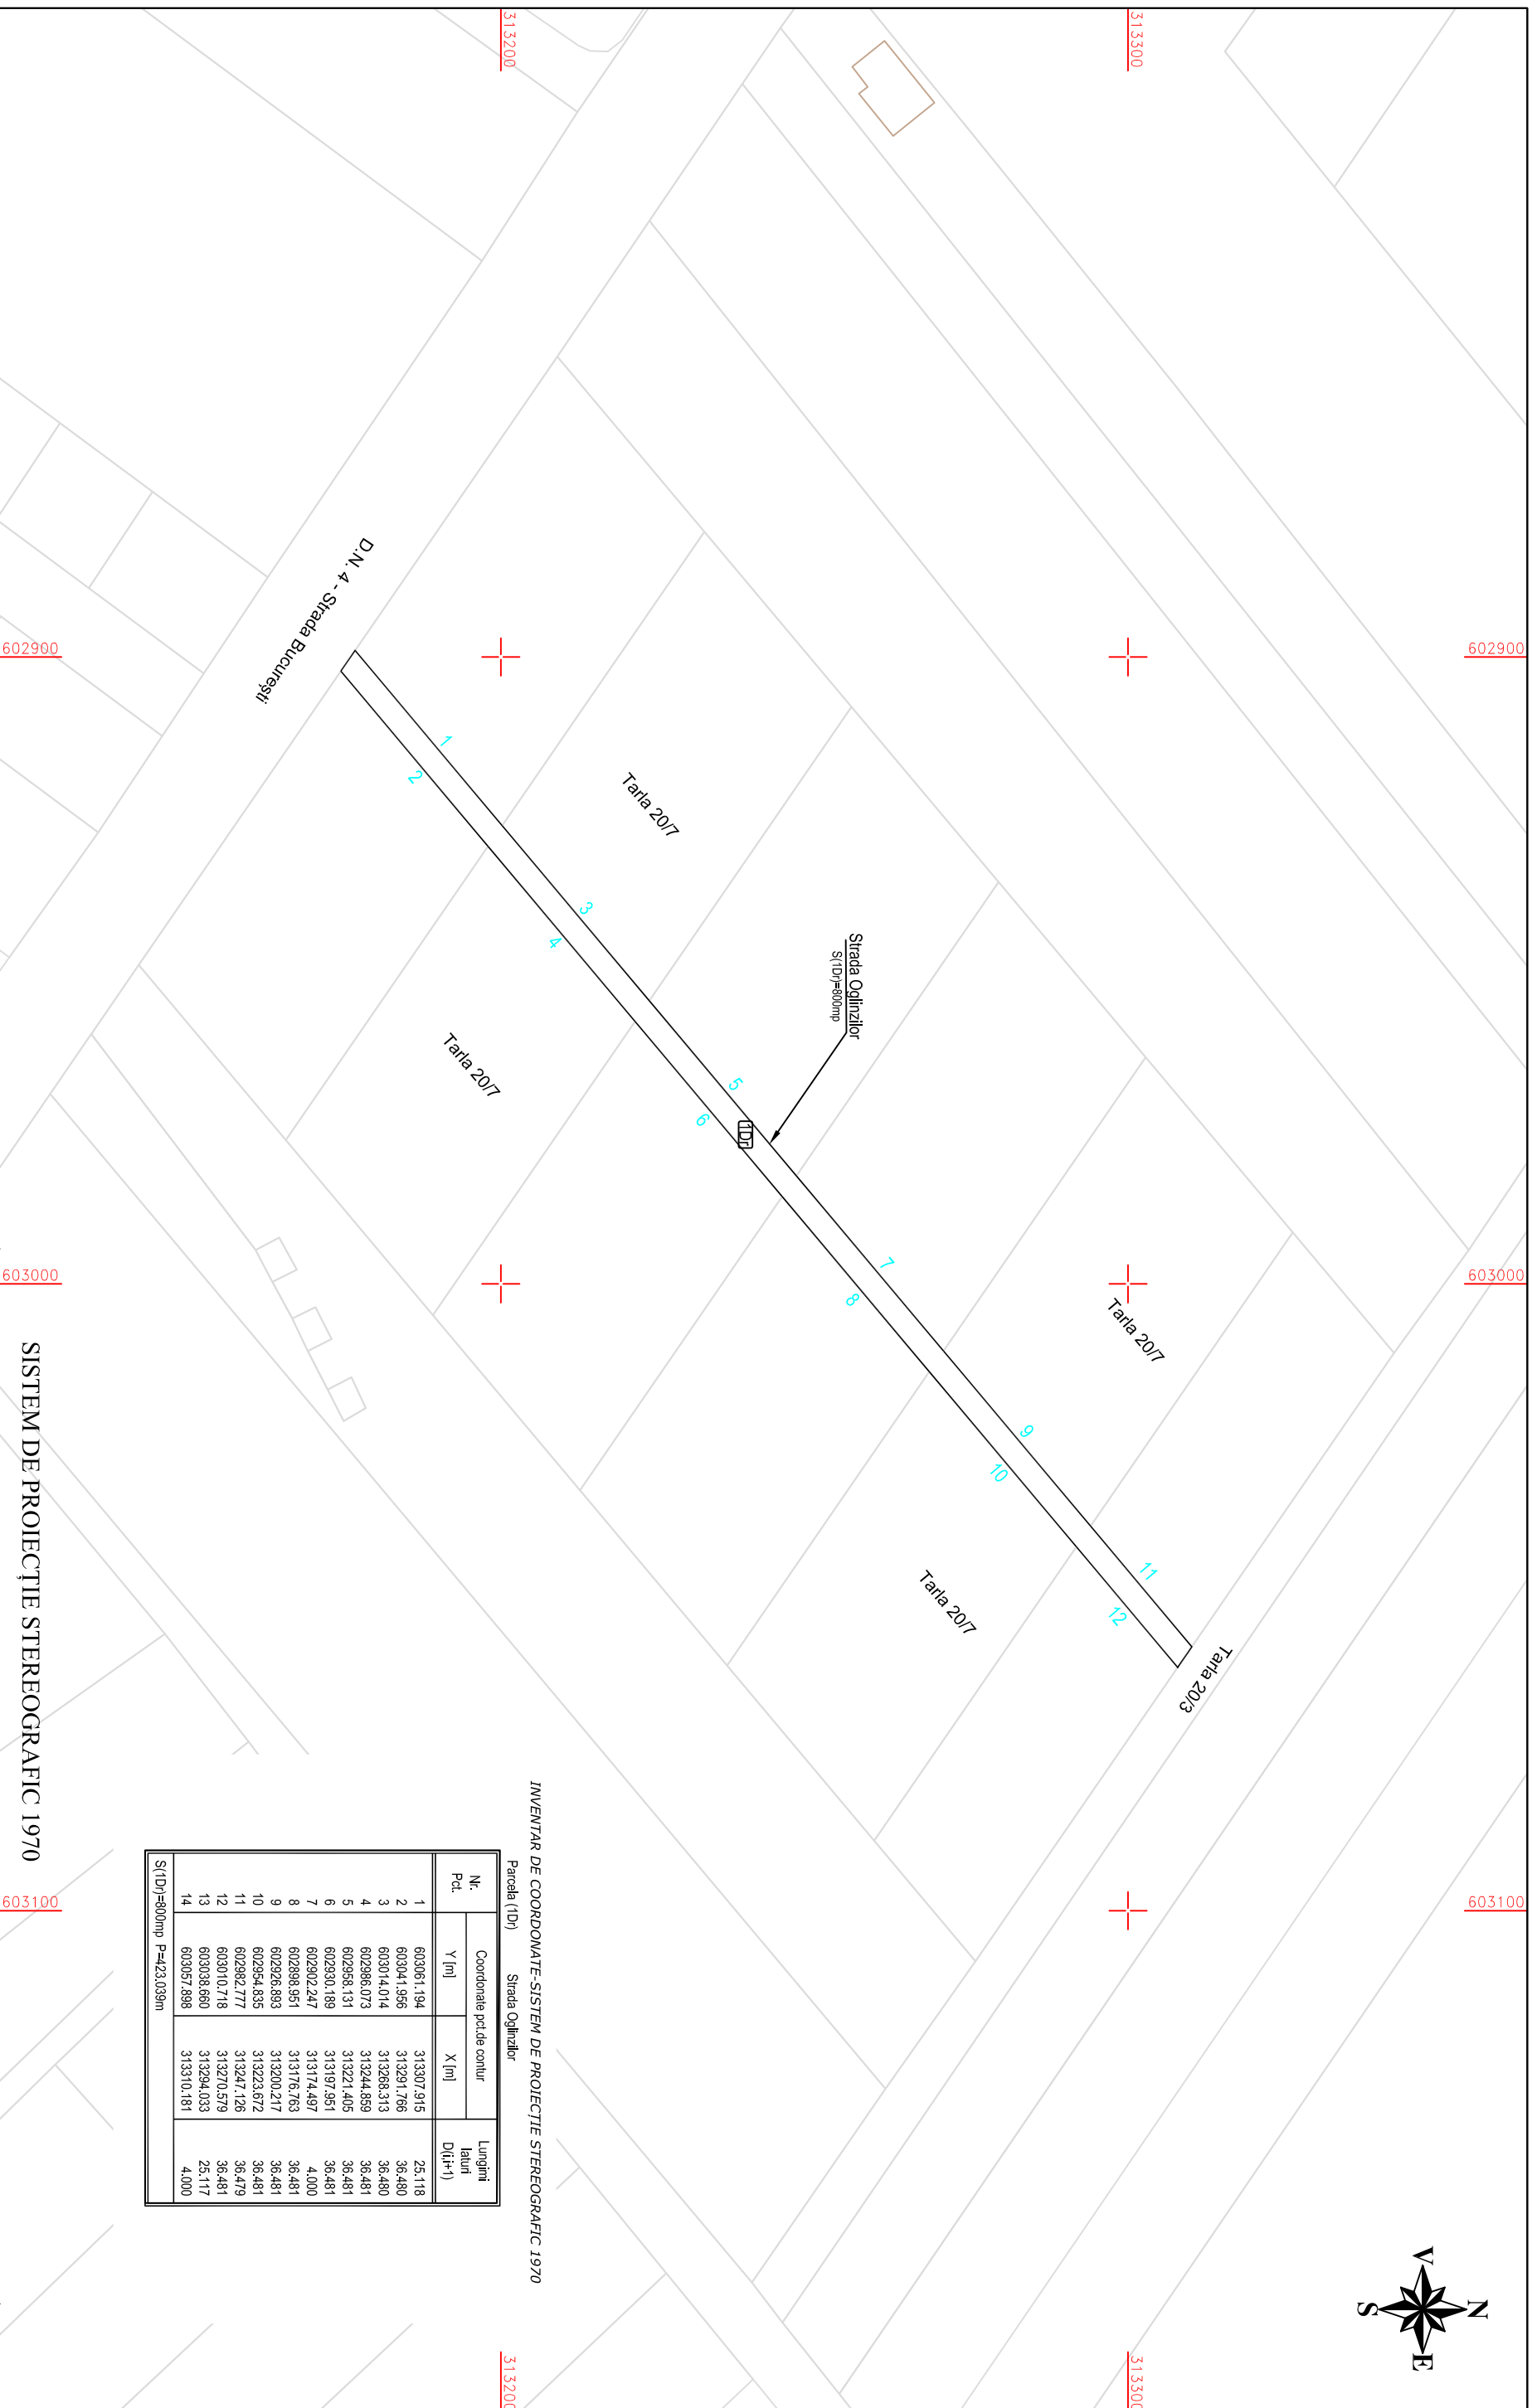 313200
313300
602900
602900
603000
603000
603100
603100
313200
313300
N
V
E
S
D.N. 4 - Strada București
Tarla 20/7
Tarla 20/7
Tarla 20/7
Tarla 20/7
Tarla 20/3
Strada Oglinzilor
S(1Dr)=800mp
1Dr
1
2
3
4
5
6
7
8
9
10
11
12
INVENTAR DE COORDONATE-SISTEM DE PROIECȚIE STEREOGRAFIC 1970
Parcela (1Dr) Strada Oglinzilor
Nr. Pct. Coordonate pct.de contur Lungimi laturi D(i,i+1)
Y [m] X [m]
1 603061.194 313307.915 25.118
2 603041.956 313291.766 36.480
3 603014.014 313268.313 36.480
4 602986.073 313244.859 36.481
5 602958.131 313221.405 36.481
6 602930.189 313197.951 36.481
7 602902.247 313174.497 4.000
8 602898.951 313176.763 36.481
9 602926.893 313200.217 36.481
10 602954.835 313223.672 36.481
11 602982.777 313247.126 36.479
12 603010.718 313270.579 36.481
13 603038.660 313294.033 25.117
14 603057.898 313310.181 4.000
S(1Dr)=800mp P=423.039m
SISTEM DE PROIECȚIE STEREOGRAFIC 1970